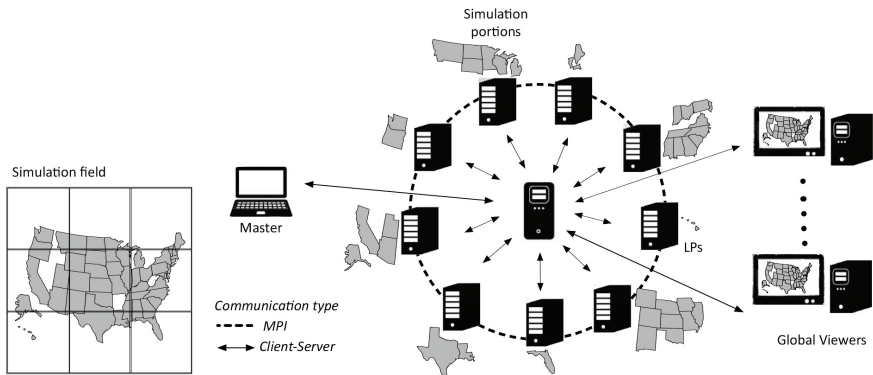 Simulation
portions
Simulation field
Master
LPs
Communication type
MPI
Client-Server
Global Viewers